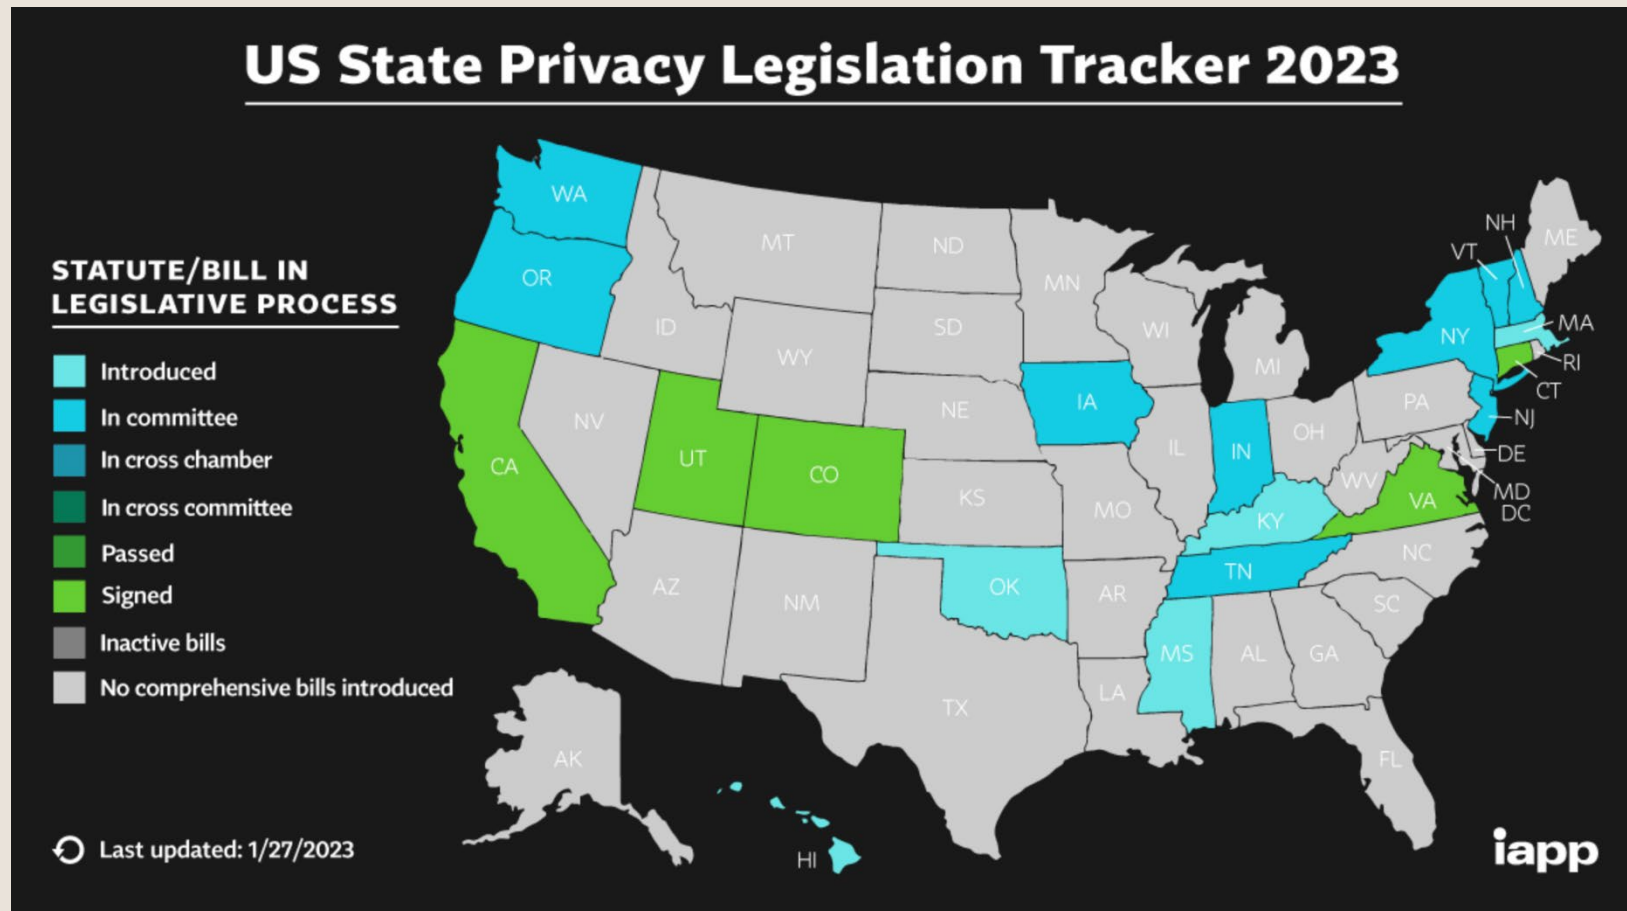 US State Privacy Legislation Tracker 2023
STATUTE/BILL IN
LEGISLATIVE PROCESS
Introduced
In committee
In cross chamber
In cross committee
Passed
Signed
Inactive bills
No comprehensive bills introduced
Last updated: 1/27/2023
WA
OR
CA
NV
ID
MT
WY
UT
CO
AZ
NM
ND
SD
NE
KS
OK
TX
MN
IA
MO
AR
LA
WI
IL
MI
IN
OH
KY
TN
MS
AL
GA
FL
SC
NC
VA
WV
PA
NY
VT
NH
ME
MA
RI
CT
NJ
DE
MD
DC
AK
HI
iapp